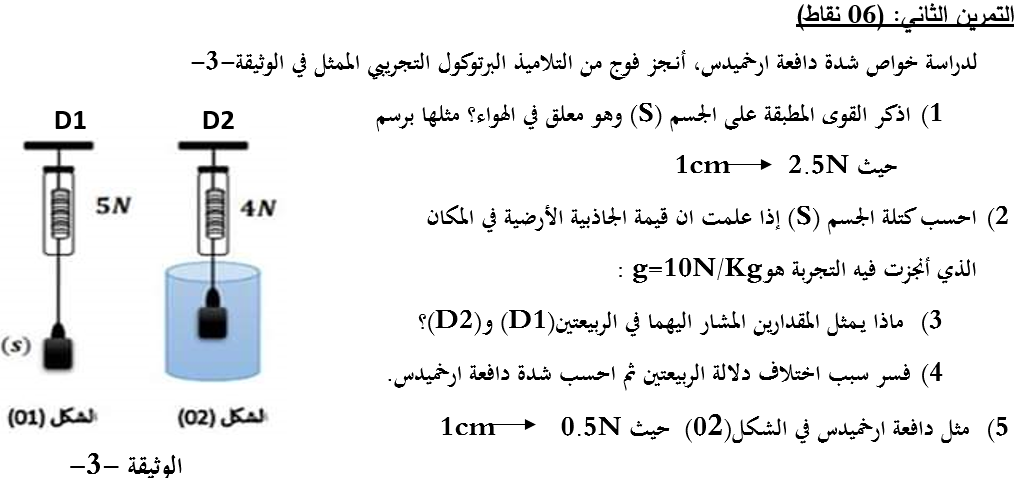 التمرين الثاني: (06 نقاط)
لدراسة خواص شدة دافعة ارخميدس، أنجز فوج من التلاميذ البرتوكول التجريبي الممثل في الوثيقة-3-
1) اذكر القوى المطبقة على الجسم (S) وهو معلق في الهواء؟ مثلها برسم
حيث 1cm → 2.5N
2) احسب كتلة الجسم (S) إذا علمت ان قيمة الجاذبية الأرضية في المكان
الذي أنجزت فيه التجربة هو g=10N/Kg :
3) ماذا يمثل المقدارين المشار اليهما في الربيعتين (D1) و(D2)؟
4) فسر سبب اختلاف دلالة الربيعتين ثم احسب شدة دافعة ارخميدس.
5) مثل دافعة ارخميدس في الشكل(02) حيث 1cm → 0.5N
D1 D2
5N 4N
(s)
الشكل (01) الشكل (02)
الوثيقة -3-